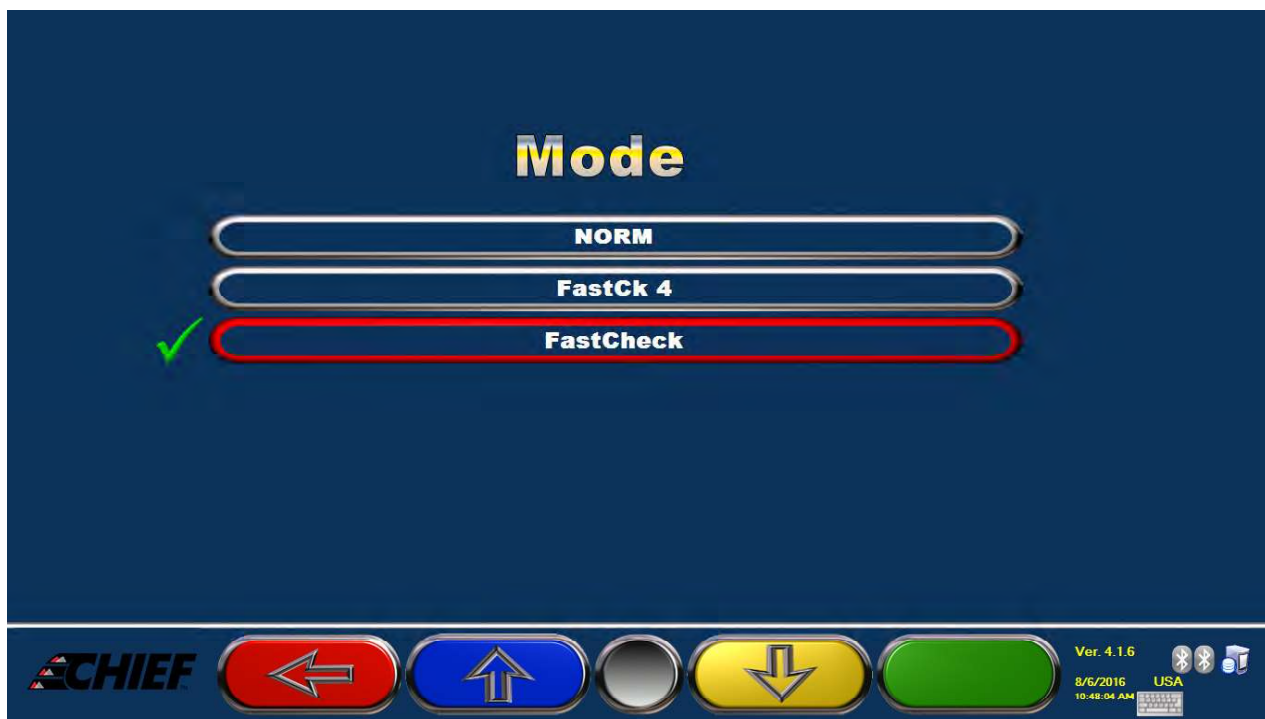 Mode
NORM
FastCk 4
FastCheck
CHIEF
Ver. 4.1.6
8/6/2016 USA
10:48:04 AM